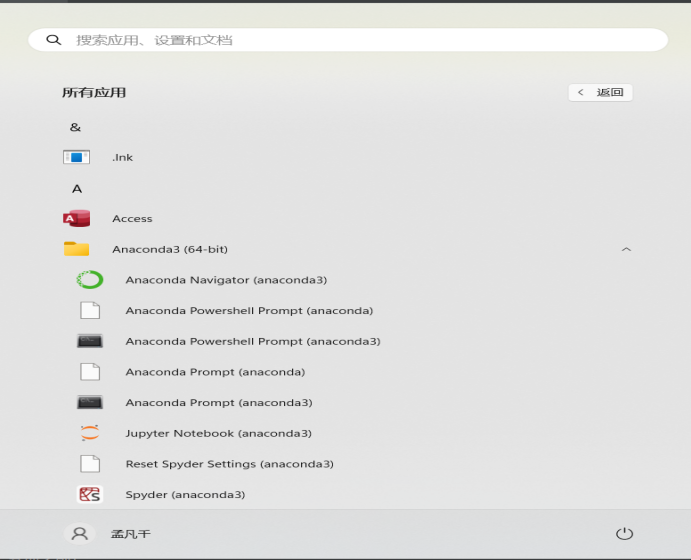 搜索应用、设置和文档
所有应用
< 返回
&
.lnk
A
Access
Anaconda3 (64-bit)
Anaconda Navigator (anaconda3)
Anaconda Powershell Prompt (anaconda)
Anaconda Powershell Prompt (anaconda3)
Anaconda Prompt (anaconda)
Anaconda Prompt (anaconda3)
Jupyter Notebook (anaconda3)
Reset Spyder Settings (anaconda3)
Spyder (anaconda3)
孟凡干